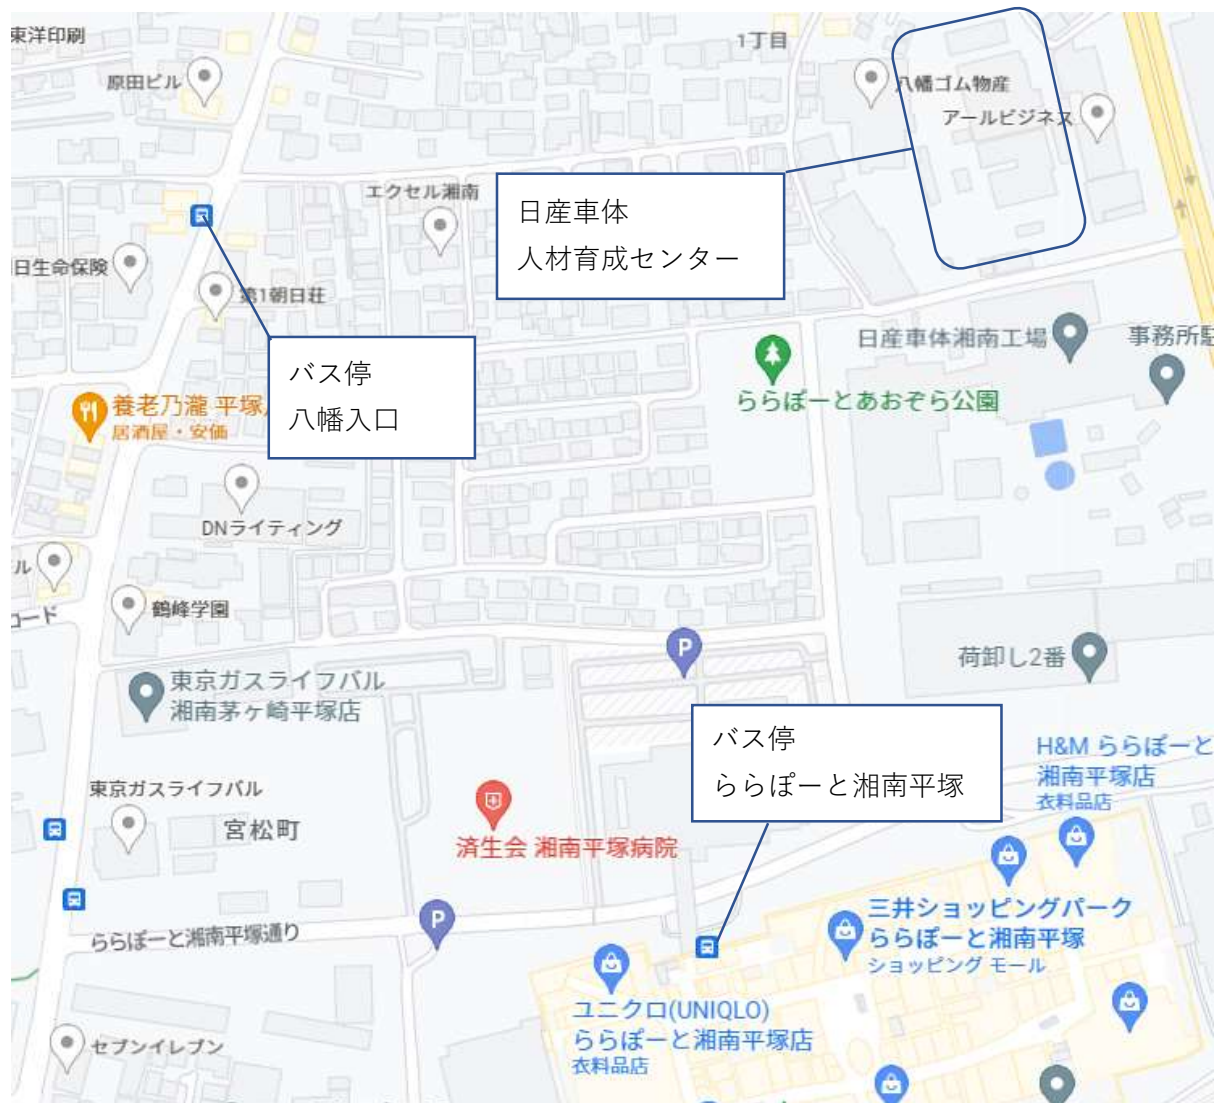 東洋印刷
1丁目
原田ビル
八幡ゴム物産
アールビジネス
エクセル湘南
日産車体
人材育成センター
日生命保険
第1朝日荘
日産車体湘南工場
事務所駐
バス停
八幡入口
養老乃瀧 平塚
居酒屋・安価
ららぽーとあおぞら公園
DNライティング
ル
鶴峰学園
コード
P
荷卸し2番
東京ガスライフバル
湘南茅ヶ崎平塚店
バス停
ららぽーと湘南平塚
H&M ららぽーと
湘南平塚店
衣料品店
東京ガスライフバル
宮松町
済生会 湘南平塚病院
P
三井ショッピングパーク
ららぽーと湘南平塚
ショッピング モール
ららぽーと湘南平塚通り
ユニクロ(UNIQLO)
ららぽーと湘南平塚店
衣料品店
セブンイレブン